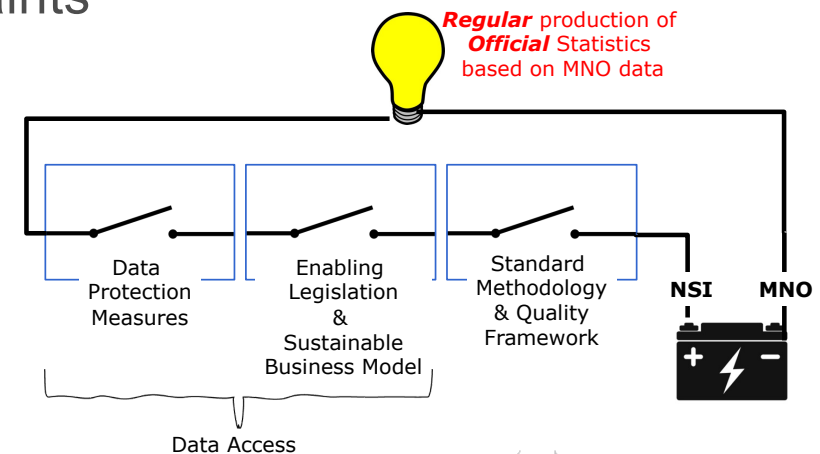 Regular production of
Official Statistics
based on MNO data
Data
Protection
Measures
Enabling
Legislation
&
Sustainable
Business Model
Standard
Methodology
& Quality
Framework
NSI MNO
+ −
Data Access